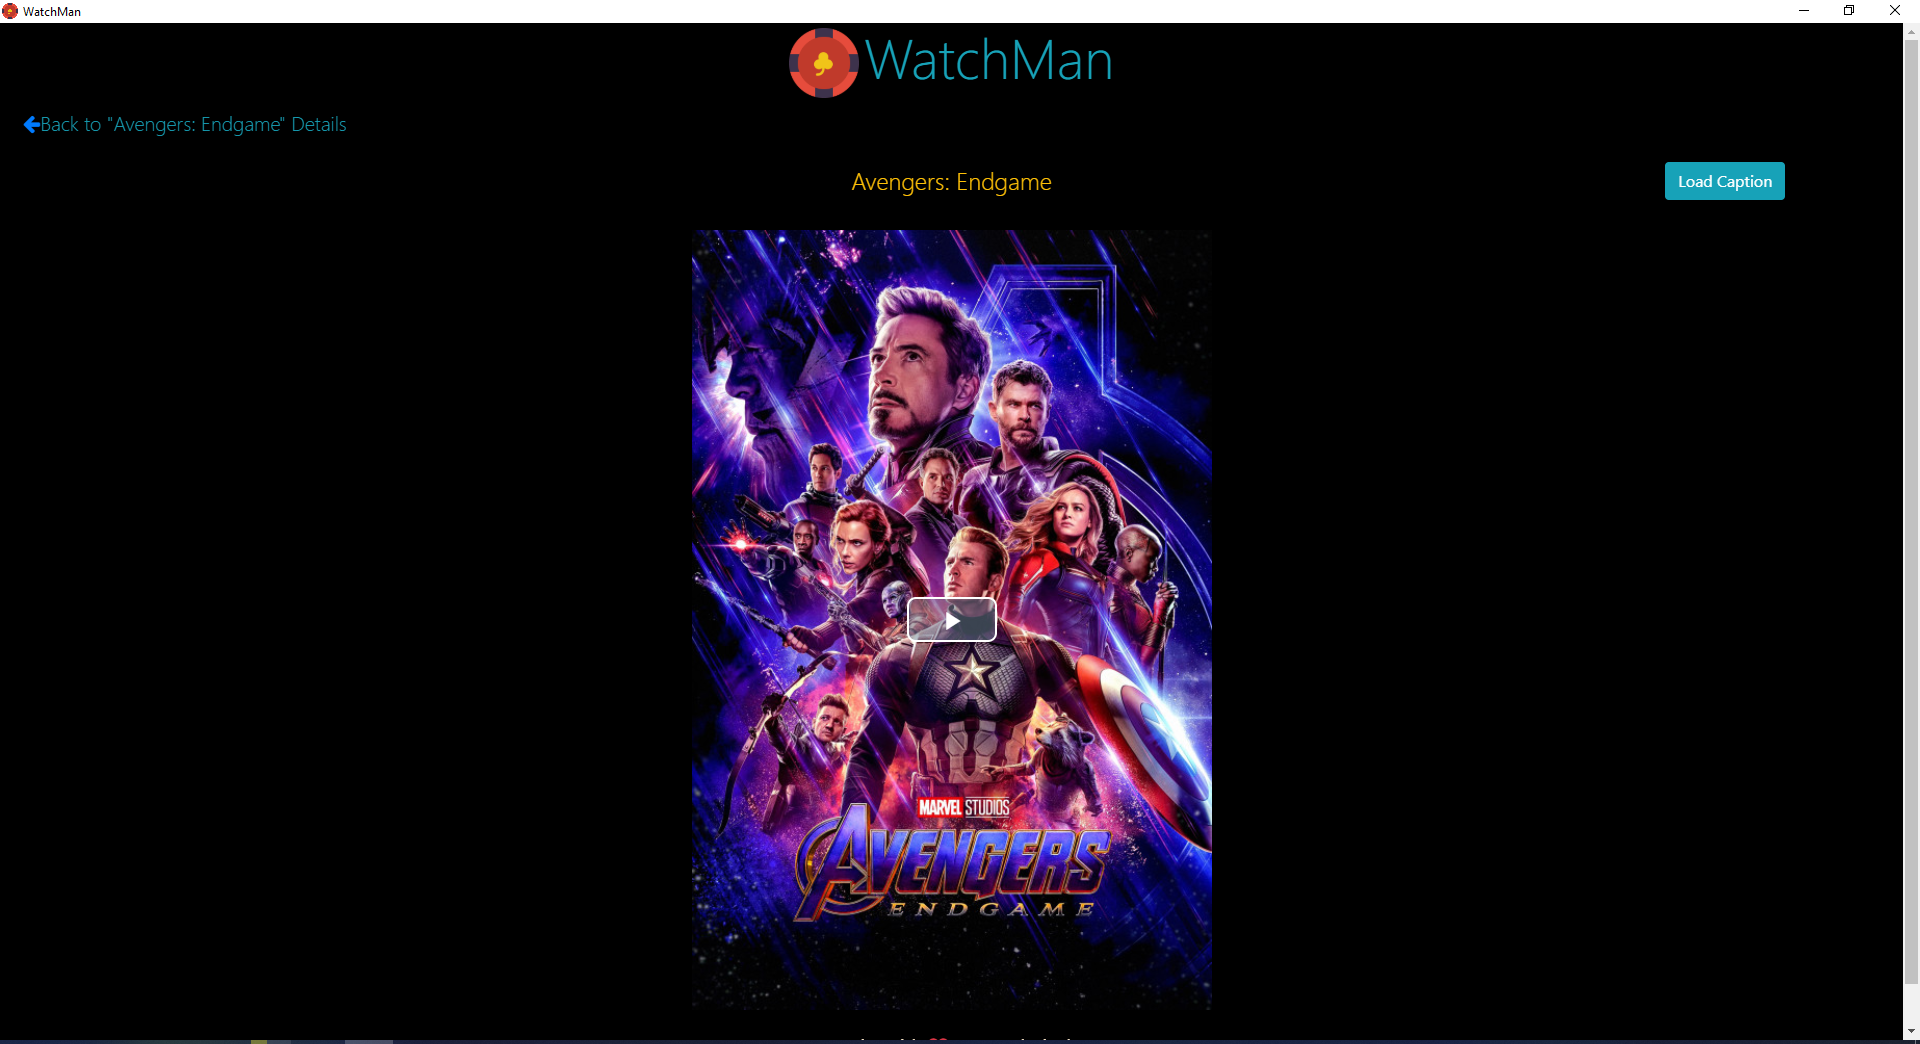 WatchMan
WatchMan
Back to "Avengers: Endgame" Details
Avengers: Endgame
Load Caption
MARVEL STUDIOS
AVENGERS
ENDGAME